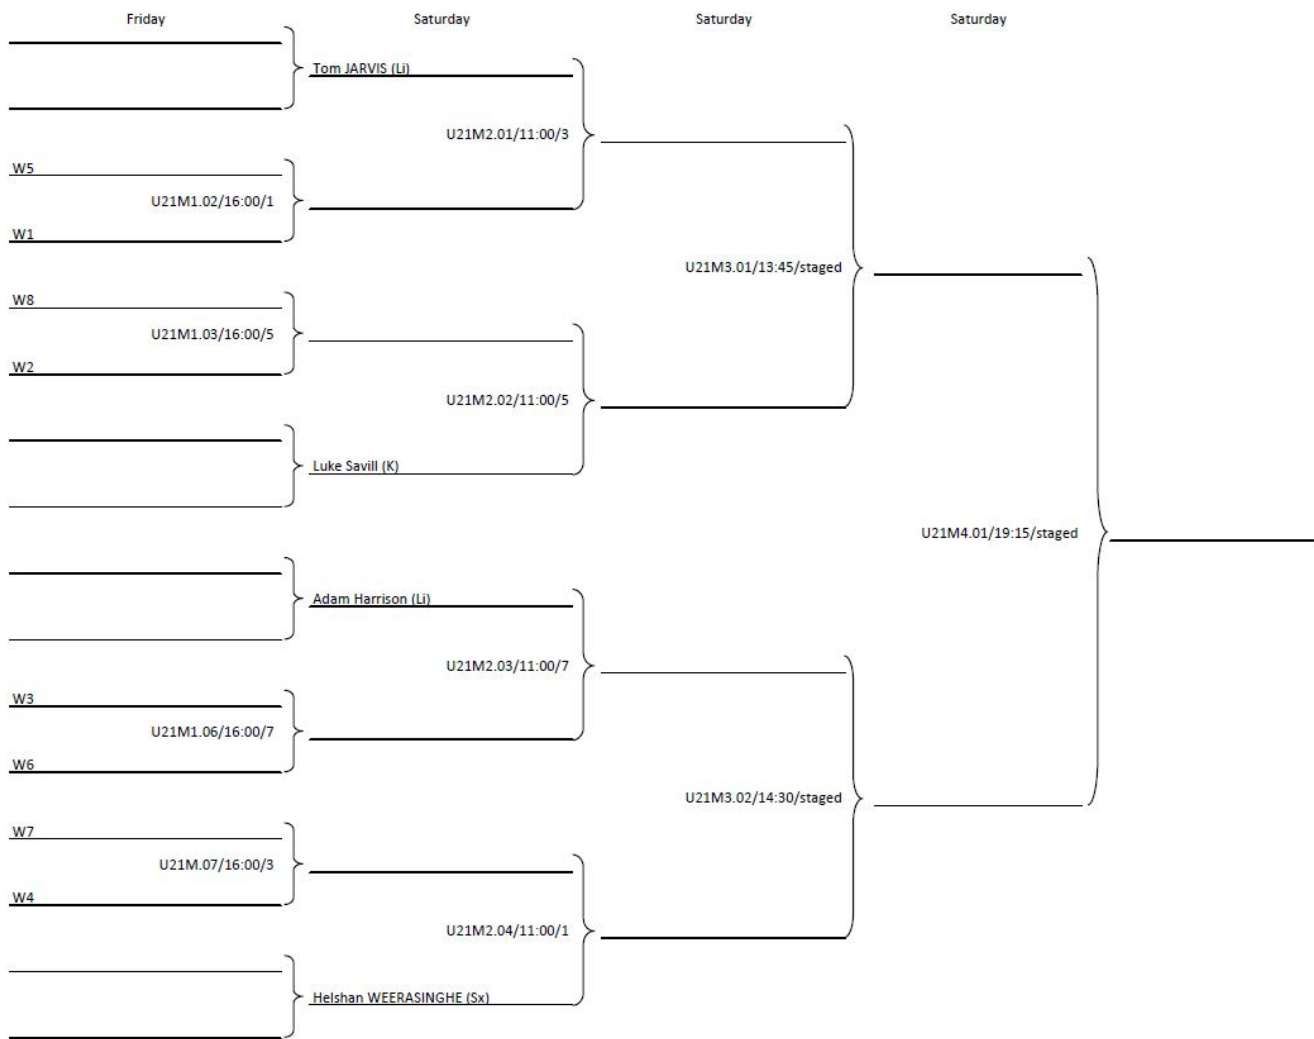 Friday Saturday Saturday Saturday
Tom JARVIS (Li)
U21M2.01/11:00/3
W5
U21M1.02/16:00/1
W1
U21M3.01/13:45/staged
W8
U21M1.03/16:00/5
W2
U21M2.02/11:00/5
Luke Savill (K)
U21M4.01/19:15/staged
Adam Harrison (Li)
U21M2.03/11:00/7
W3
U21M1.06/16:00/7
W6
U21M3.02/14:30/staged
W7
U21M.07/16:00/3
W4
U21M2.04/11:00/1
Helshan WEERASINGHE (Sx)